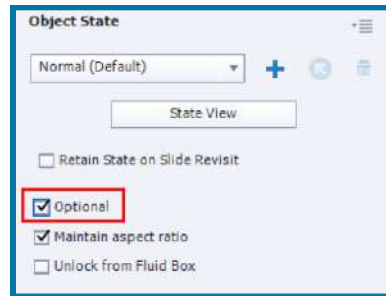 Object State
Normal (Default)
State View
Retain State on Slide Revisit
Optional
Maintain aspect ratio
Unlock from Fluid Box